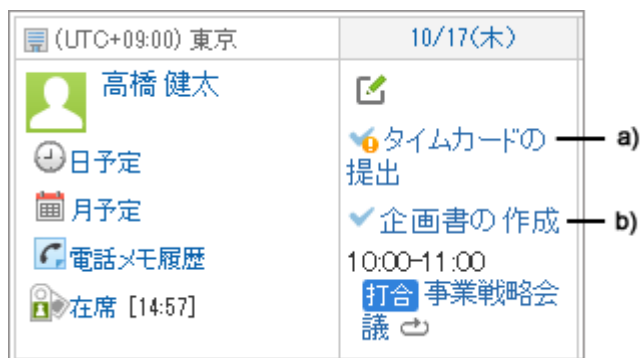 (UTC+09:00) 東京
10/17(木)
高橋 健太
日予定
月予定
電話メモ履歴
在席 [14:57]
タイムカードの
提出
a)
企画書の作成
b)
10:00-11:00
打合 事業戦略会
議